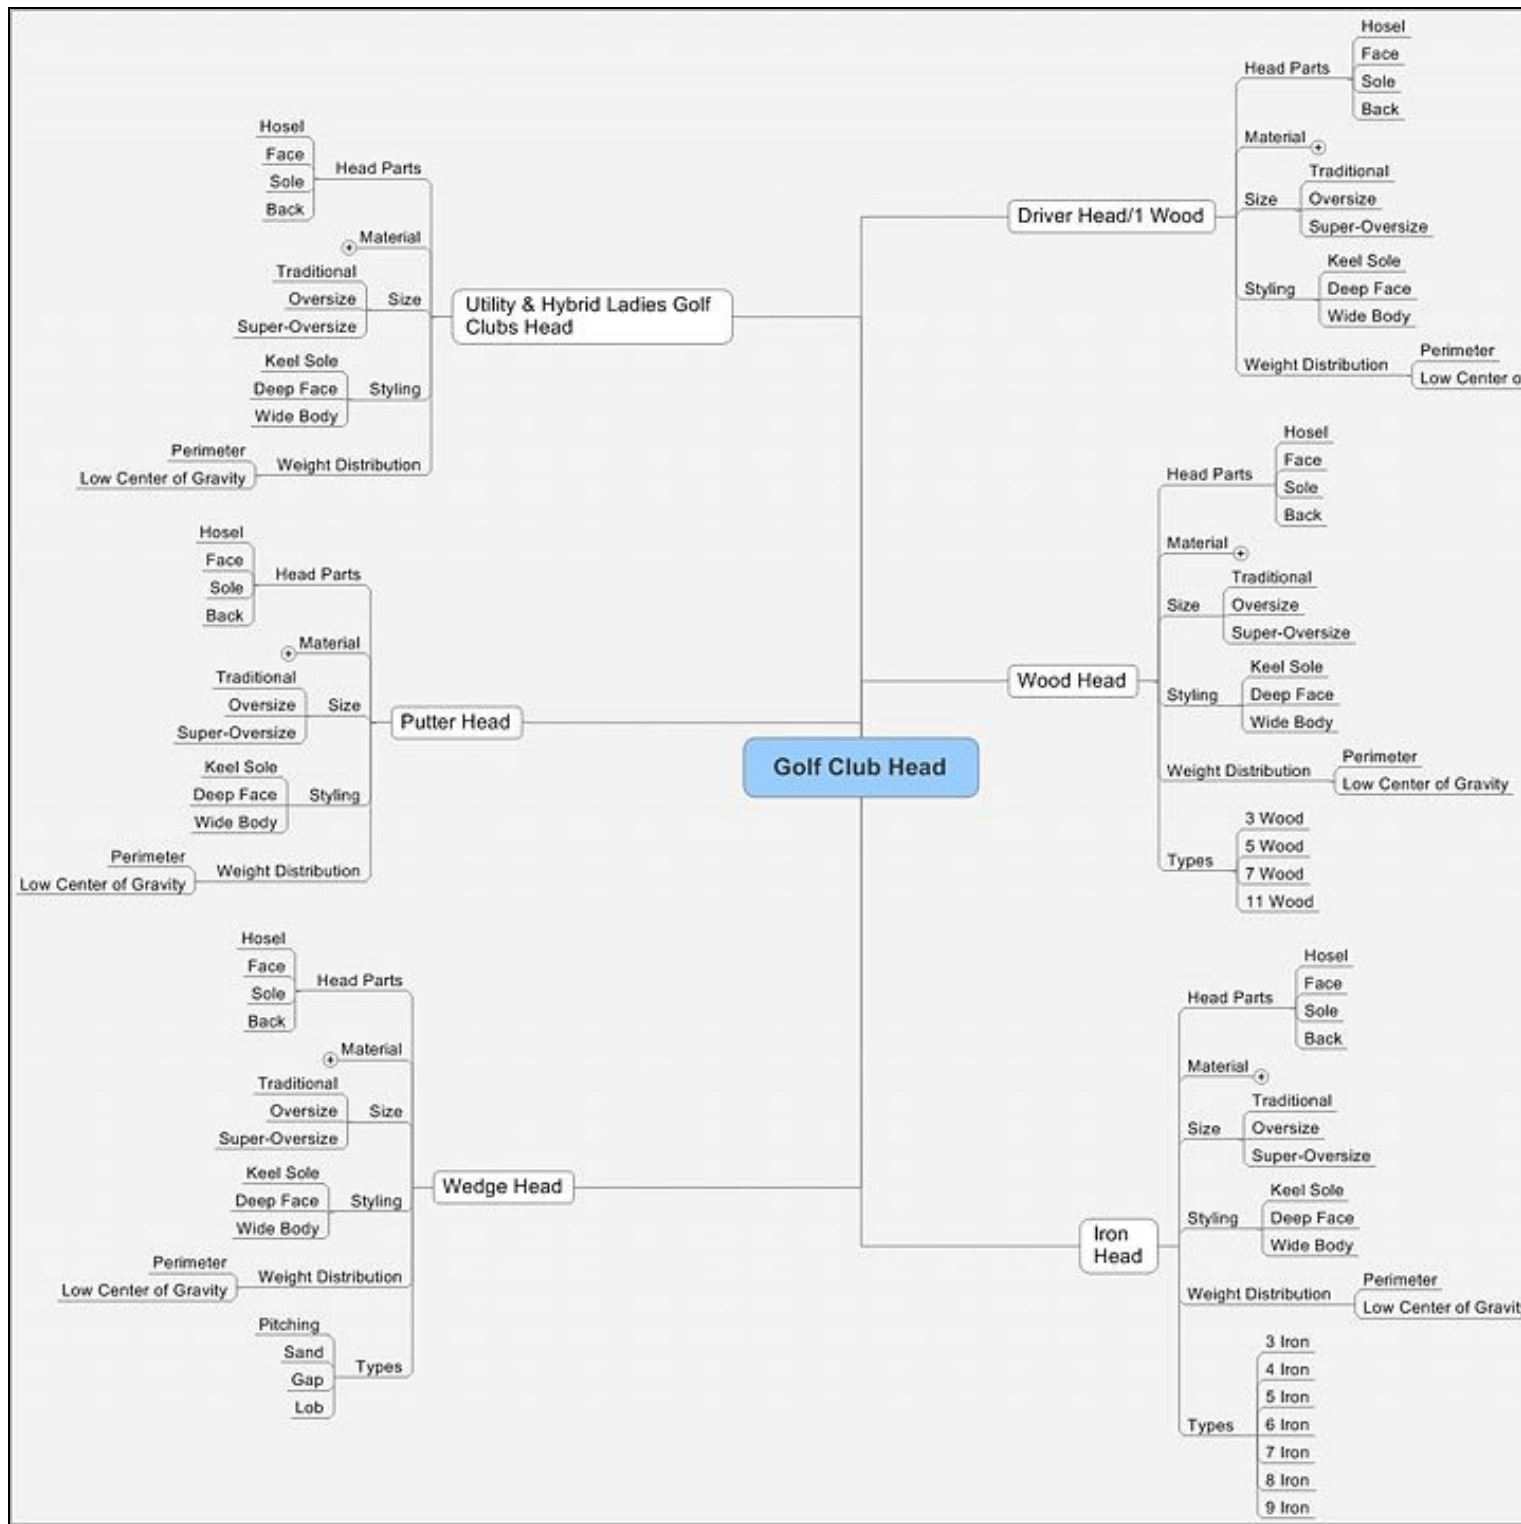 Golf Club Head
Utility & Hybrid Ladies Golf
Clubs Head
Head Parts
Hosel
Face
Sole
Back
Material
Size
Traditional
Oversize
Super-Oversize
Styling
Keel Sole
Deep Face
Wide Body
Weight Distribution
Perimeter
Low Center of Gravity
Putter Head
Head Parts
Hosel
Face
Sole
Back
Material
Size
Traditional
Oversize
Super-Oversize
Styling
Keel Sole
Deep Face
Wide Body
Weight Distribution
Perimeter
Low Center of Gravity
Wedge Head
Head Parts
Hosel
Face
Sole
Back
Material
Size
Traditional
Oversize
Super-Oversize
Styling
Keel Sole
Deep Face
Wide Body
Weight Distribution
Perimeter
Low Center of Gravity
Types
Pitching
Sand
Gap
Lob
Driver Head/1 Wood
Head Parts
Hosel
Face
Sole
Back
Material
Size
Traditional
Oversize
Super-Oversize
Styling
Keel Sole
Deep Face
Wide Body
Weight Distribution
Perimeter
Low Center o
Wood Head
Head Parts
Hosel
Face
Sole
Back
Material
Size
Traditional
Oversize
Super-Oversize
Styling
Keel Sole
Deep Face
Wide Body
Weight Distribution
Perimeter
Low Center of Gravity
Types
3 Wood
5 Wood
7 Wood
11 Wood
Iron
Head
Head Parts
Hosel
Face
Sole
Back
Material
Size
Traditional
Oversize
Super-Oversize
Styling
Keel Sole
Deep Face
Wide Body
Weight Distribution
Perimeter
Low Center of Gravit
Types
3 Iron
4 Iron
5 Iron
6 Iron
7 Iron
8 Iron
9 Iron